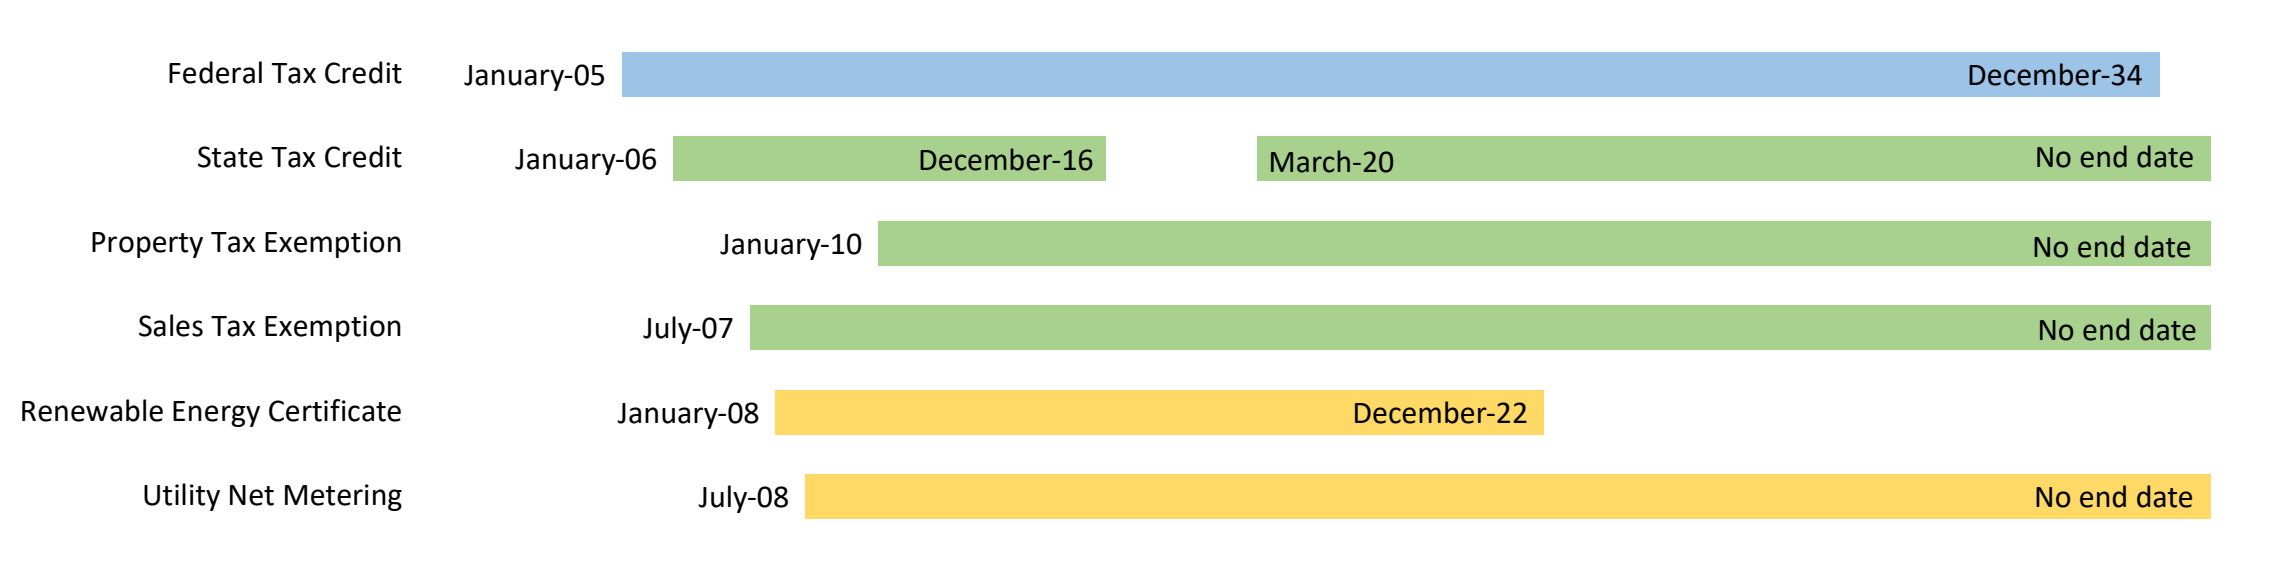 Federal Tax Credit January-05 December-34
State Tax Credit January-06 December-16 March-20 No end date
Property Tax Exemption January-10 No end date
Sales Tax Exemption July-07 No end date
Renewable Energy Certificate January-08 December-22
Utility Net Metering July-08 No end date